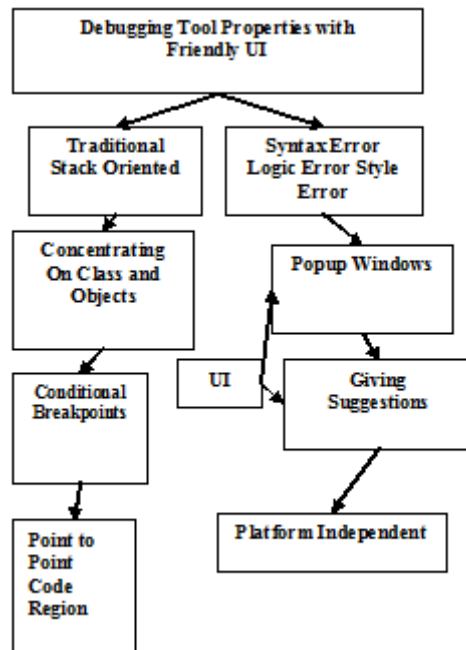 Debugging Tool Properties with
Friendly UI
Traditional
Stack Oriented
Syntax Error
Logic Error Style
Error
Concentrating
On Class and
Objects
Popup Windows
UI
Giving
Suggestions
Conditional
Breakpoints
Platform Independent
Point to
Point
Code
Region